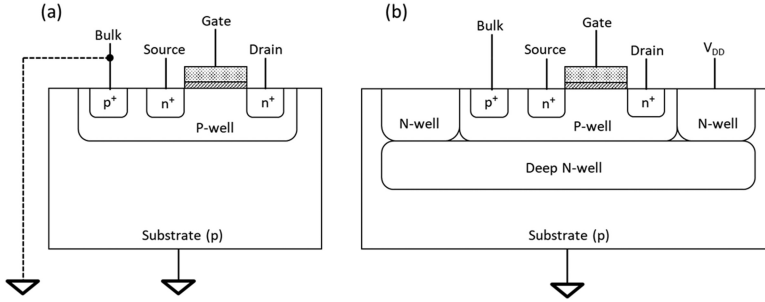 (a)
Bulk
Source
Gate
Drain
p+
n+
n+
P-well
Substrate (p)
(b)
Bulk
Source
Gate
Drain
VDD
N-well
p+
n+
n+
N-well
P-well
Deep N-well
Substrate (p)